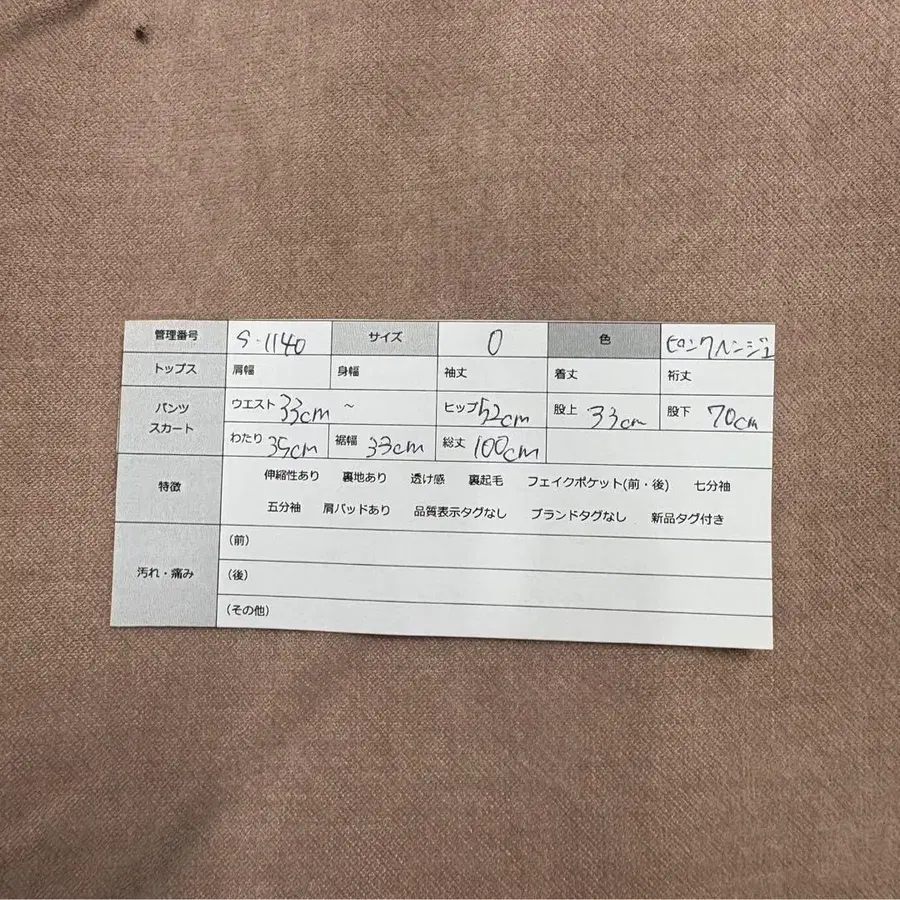 管理番号 S-1140 サイズ 0 色 ピンクベージュ
トップス 肩幅 身幅 袖丈 着丈 裄丈
パンツ スカート ウエスト 33cm ～ ヒップ 52cm 股上 33cm 股下 70cm
わたり 35cm 裾幅 33cm 総丈 100cm
特徴 伸縮性あり 裏地あり 透け感 裏起毛 フェイクポケット(前・後) 七分袖
五分袖 肩パッドあり 品質表示タグなし ブランドタグなし 新品タグ付き
汚れ・痛み (前)
(後)
(その他)